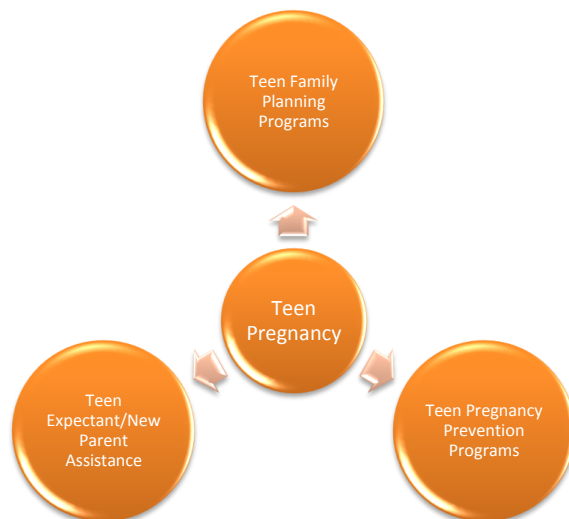 Teen Family
Planning
Programs
Teen
Pregnancy
Teen
Expectant/New
Parent
Assistance
Teen Pregnancy
Prevention
Programs